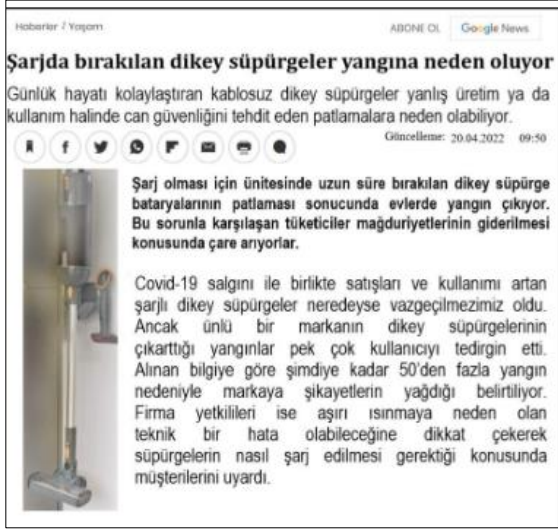 Haberler / Yaşam
ABONE OL Google News
Şarjda bırakılan dikey süpürgeler yangına neden oluyor
Günlük hayatı kolaylaştıran kablosuz dikey süpürgeler yanlış üretim ya da
kullanım halinde can güvenliğini tehdit eden patlamalara neden olabiliyor.
Güncelleme: 20.04.2022 09:50
Şarj olması için ünitesinde uzun süre bırakılan dikey süpürge
bataryalarının patlaması sonucunda evlerde yangın çıkıyor.
Bu sorunla karşılaşan tüketiciler mağduriyetlerinin giderilmesi
konusunda çare arıyorlar.
Covid-19 salgını ile birlikte satışları ve kullanımı artan
şarjlı dikey süpürgeler neredeyse vazgeçilmezimiz oldu.
Ancak ünlü bir markanın dikey süpürgelerinin
çıkarttığı yangınlar pek çok kullanıcıyı tedirgin etti.
Alınan bilgiye göre şimdiye kadar 50'den fazla yangın
nedeniyle markaya şikayetlerin yağdığı belirtiliyor.
Firma yetkilileri ise aşırı ısınmaya neden olan
teknik bir hata olabileceğine dikkat çekerek
süpürgelerin nasıl şarj edilmesi gerektiği konusunda
müşterilerini uyardı.